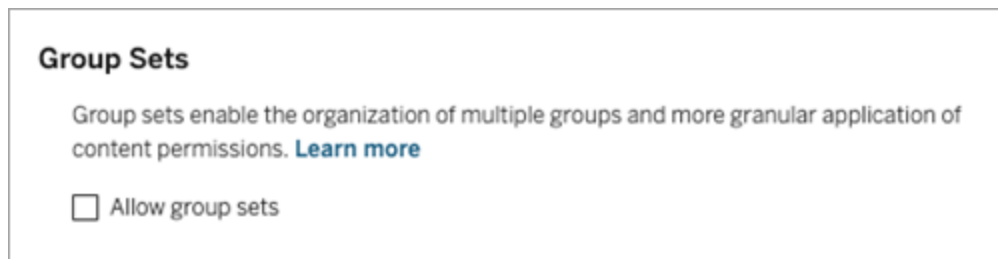 Group Sets
Group sets enable the organization of multiple groups and more granular application of
content permissions. Learn more
Allow group sets